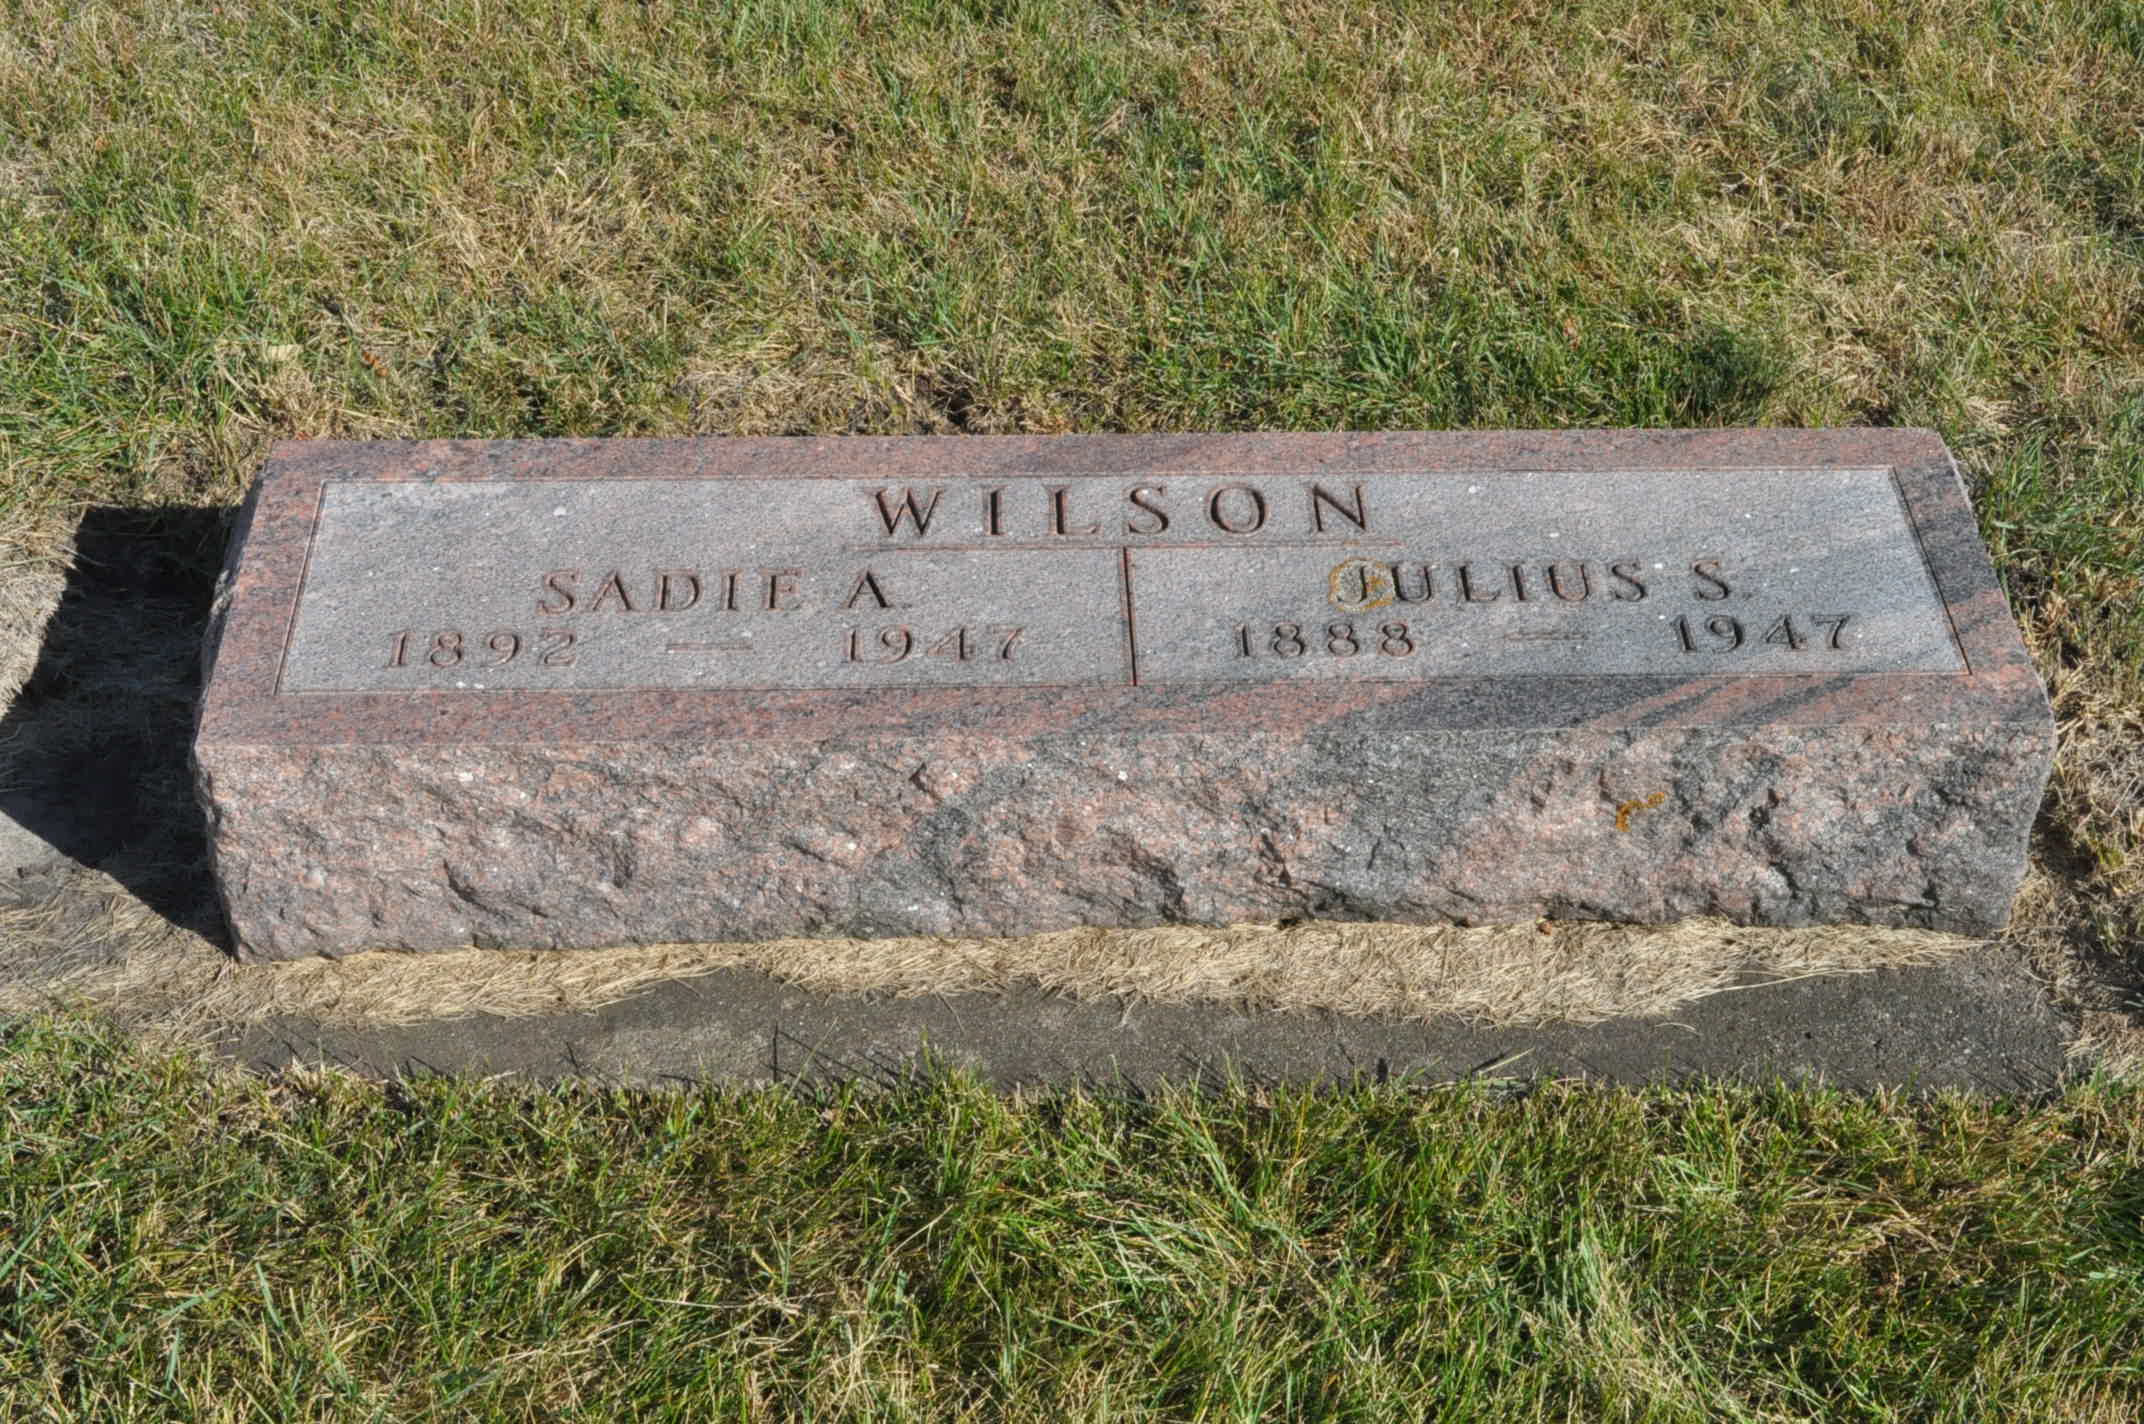 WILSON
SADIE A.
1892 — 1947
JULIUS S.
1888 — 1947